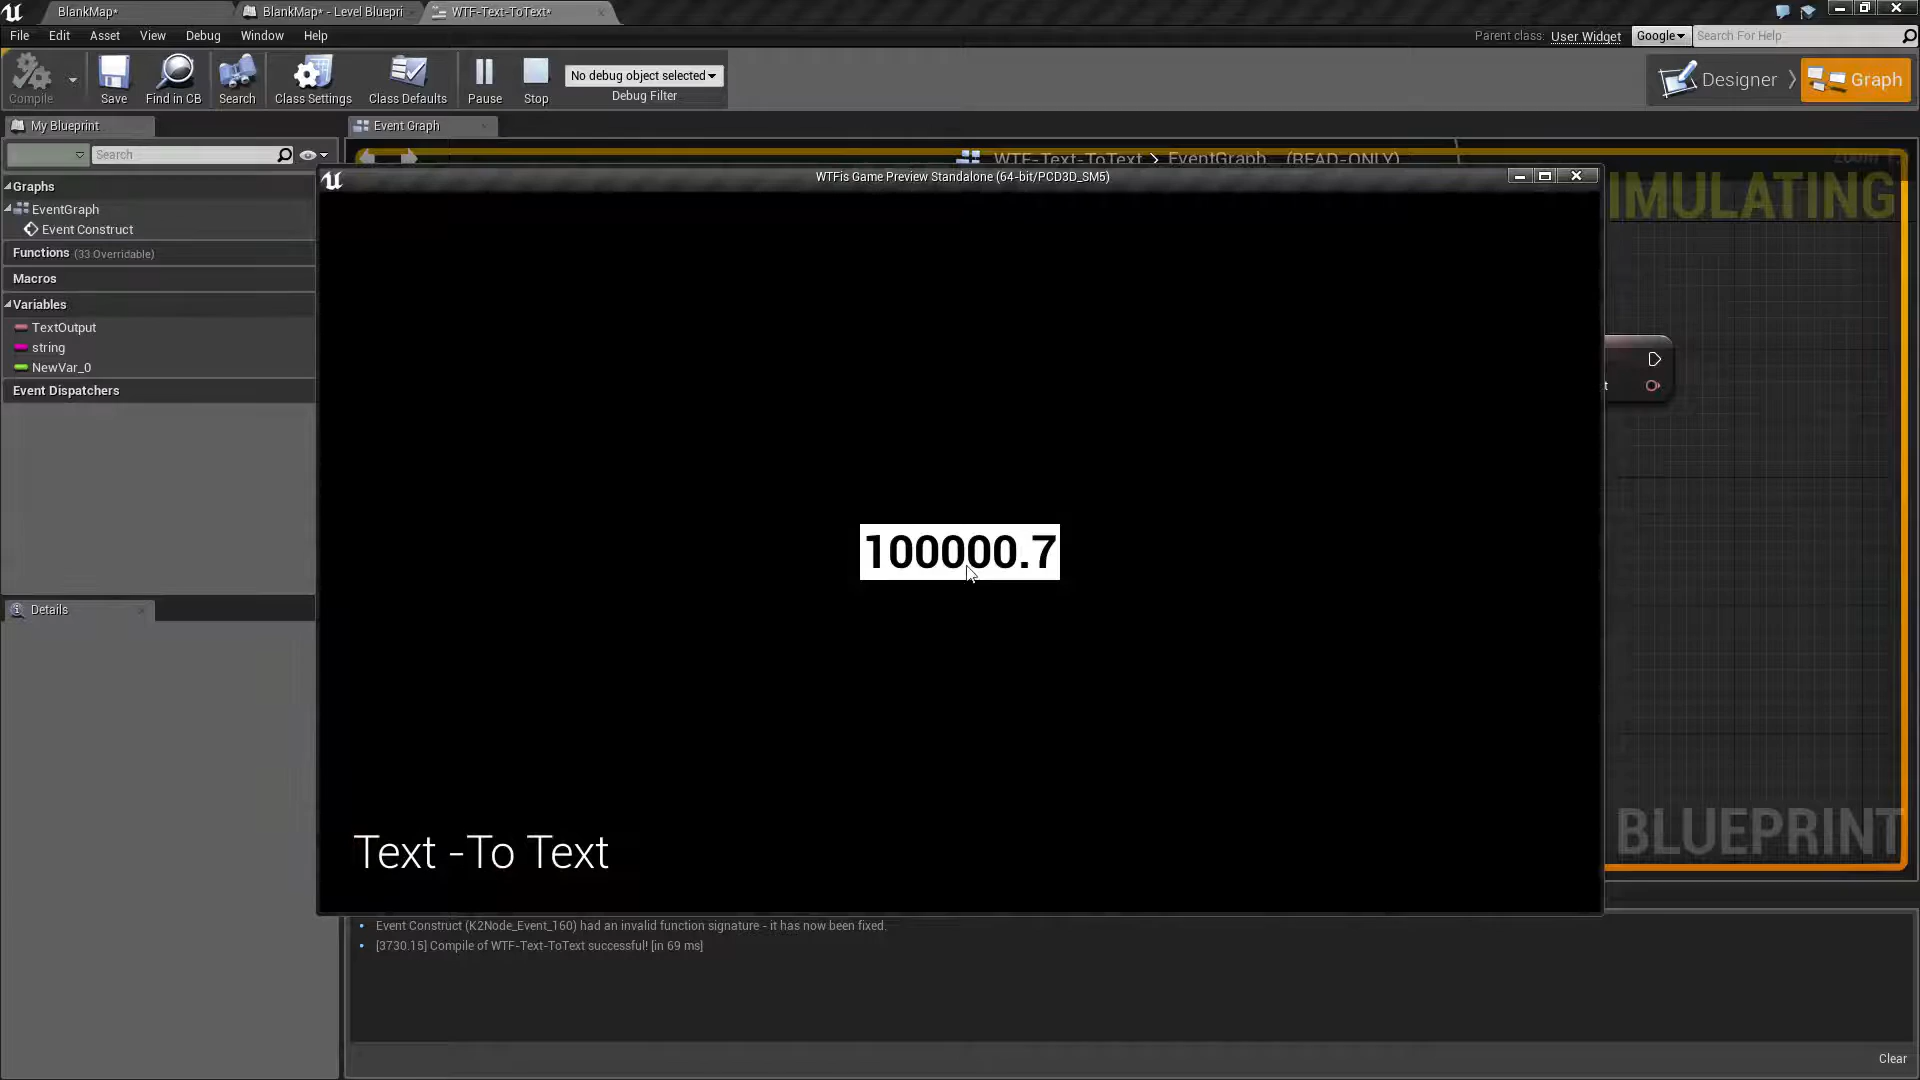 BlankMap*
BlankMap* - Level Bluepri
WTF-Text-ToText*
File Edit Asset View Debug Window Help
Parent class: User Widget Google Search For Help
Compile
Save
Find in CB
Search
Class Settings
Class Defaults
Pause
Stop
No debug object selected
Debug Filter
Designer
Graph
My Blueprint
Event Graph
Search
WTF-Text-ToText > EventGraph (READ-ONLY)
WTFis Game Preview Standalone (64-bit/PCD3D_SM5)
IMULATING
Graphs
EventGraph
Event Construct
Functions (33 Overridable)
Macros
Variables
TextOutput
string
NewVar_0
Event Dispatchers
t
100000.7
Details
Text -To Text
BLUEPRINT
• Event Construct (K2Node_Event_160) had an invalid function signature - it has now been fixed.
• [3730.15] Compile of WTF-Text-ToText successful! [in 69 ms]
Clear